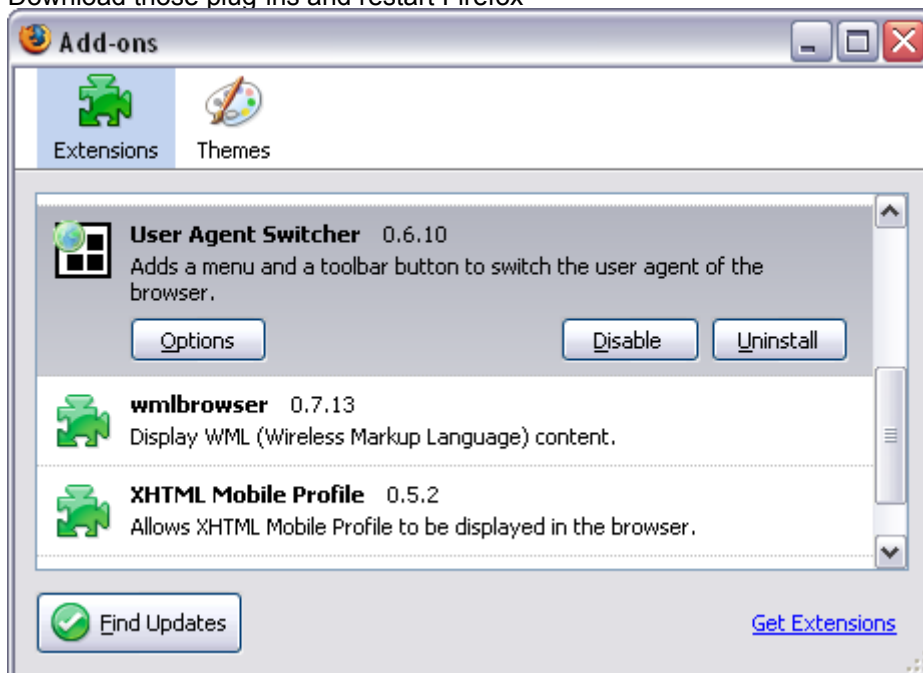 Download those plug-ins and restart Firefox
Add-ons
Extensions Themes
User Agent Switcher 0.6.10
Adds a menu and a toolbar button to switch the user agent of the
browser.
Options Disable Uninstall
wmlbrowser 0.7.13
Display WML (Wireless Markup Language) content.
XHTML Mobile Profile 0.5.2
Allows XHTML Mobile Profile to be displayed in the browser.
Find Updates Get Extensions